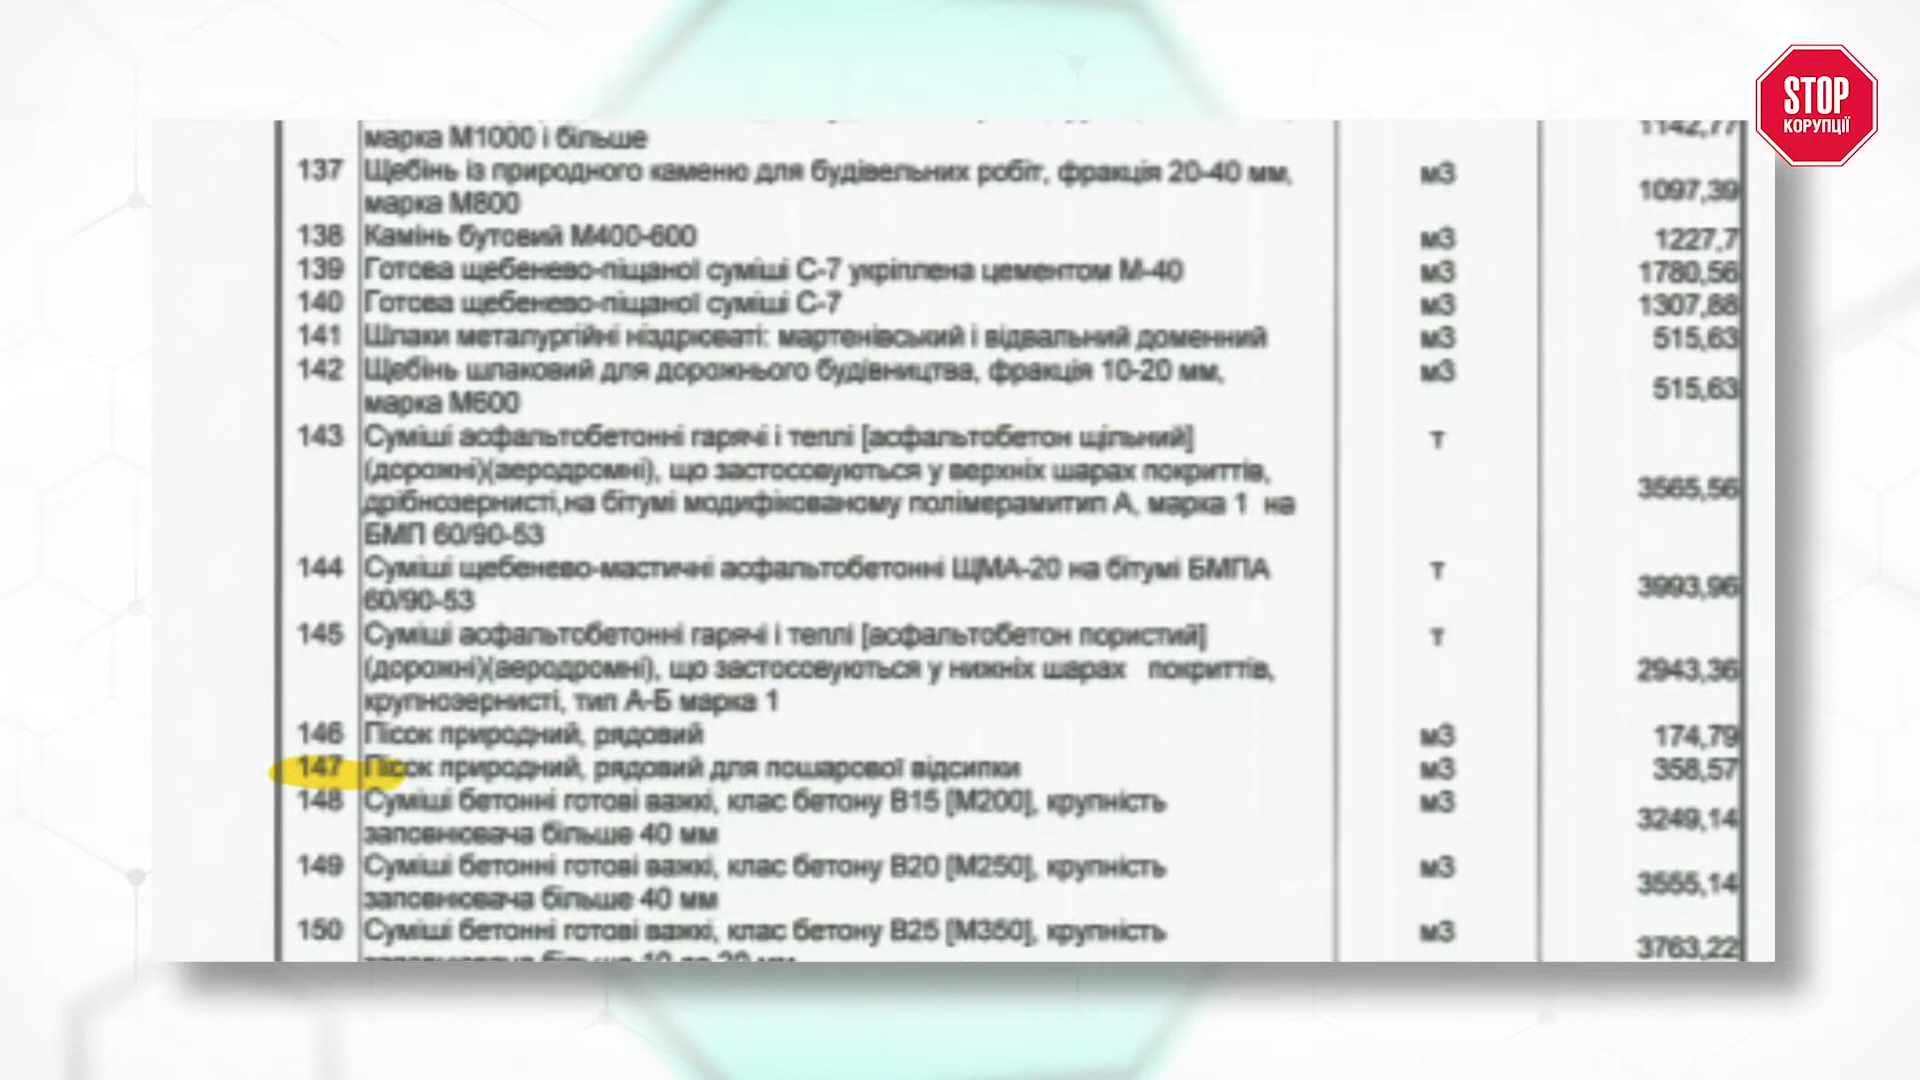 STOP
КОРУПЦІЇ
марка М1000 і більше 1142,77
137 Щебінь із природного каменю для будівельних робіт, фракція 20-40 мм, м3
марка М800 1097,39
138 Камінь бутовий М400-600 м3 1227,7
139 Готова щебенево-піщаної суміші С-7 укріплена цементом М-40 м3 1780,56
140 Готова щебенево-піщаної суміші С-7 м3 1307,88
141 Шлаки металургійні ніздрюваті: мартенівський і відвальний доменний м3 515,63
142 Щебінь шлаковий для дорожнього будівництва, фракція 10-20 мм, м3
марка М600 515,63
143 Суміші асфальтобетонні гарячі і теплі [асфальтобетон щільний] т
(дорожні)(аеродромні), що застосовуються у верхніх шарах покриттів,
дрібнозернисті,на бітумі модифікованому полімерамитип А, марка 1 на 3565,56
БМП 60/90-53
144 Суміші щебенево-мастичні асфальтобетонні ЩМА-20 на бітумі БМПА т
60/90-53 3993,96
145 Суміші асфальтобетонні гарячі і теплі [асфальтобетон пористий] т
(дорожні)(аеродромні), що застосовуються у нижніх шарах покриттів, 2943,36
крупнозернисті, тип А-Б марка 1
146 Пісок природний, рядовий м3 174,79
147 Пісок природний, рядовий для пошарової відсипки м3 358,57
148 Суміші бетонні готові важкі, клас бетону В15 [М200], крупність м3
заповнювача більше 40 мм 3249,14
149 Суміші бетонні готові важкі, клас бетону В20 [М250], крупність м3
заповнювача більше 40 мм 3555,14
150 Суміші бетонні готові важкі, клас бетону В25 [М350], крупність м3
3763,22